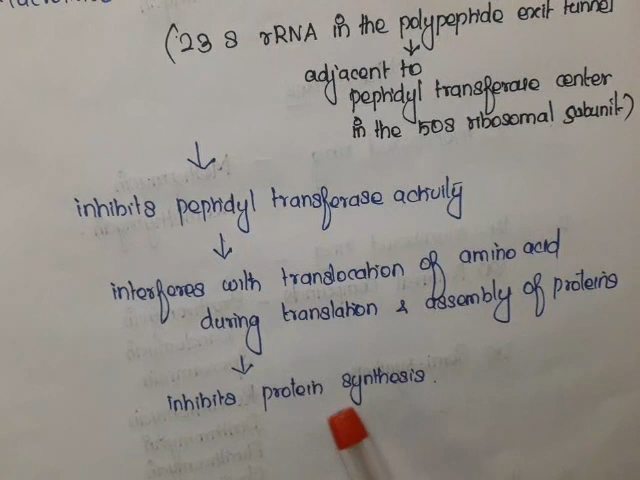 (23 S rRNA in the polypeptide exit tunnel
↓
adjacent to
peptidyl transferase center
in the 50S ribosomal subunit)
↓
inhibits peptidyl transferase activity
↓
interferes with translocation of amino acid
during translation & assembly of proteins
↓
inhibits protein synthesis.